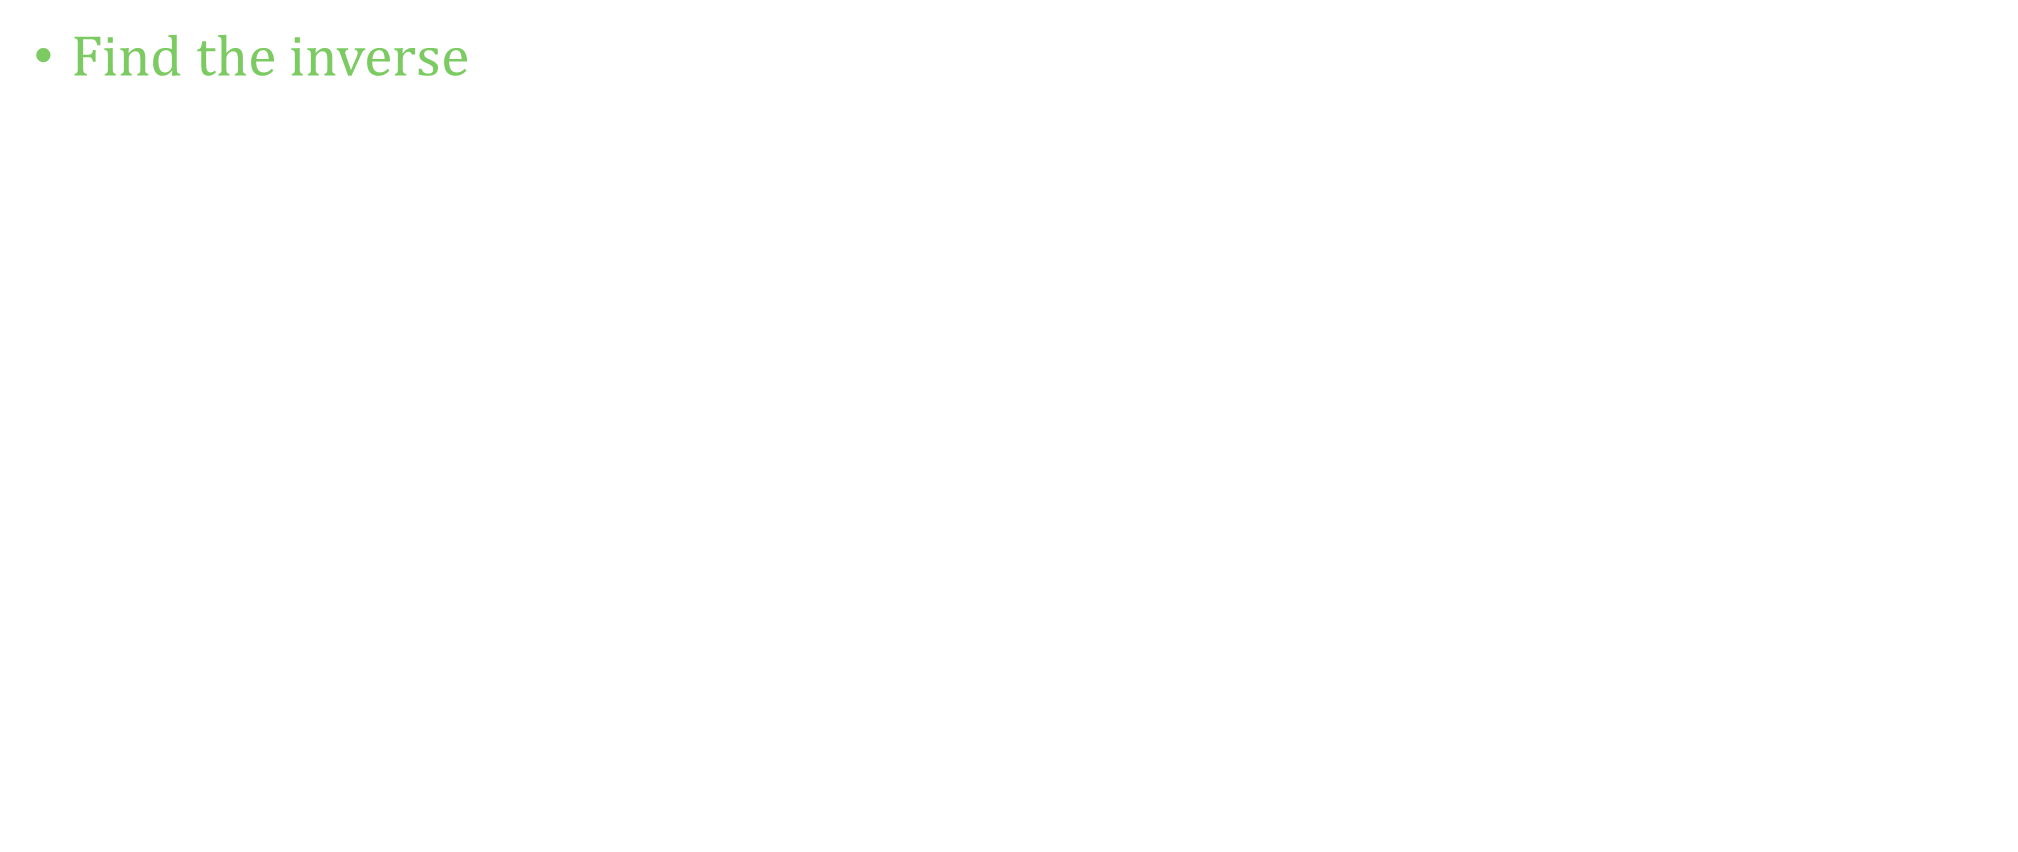 • Find the inverse